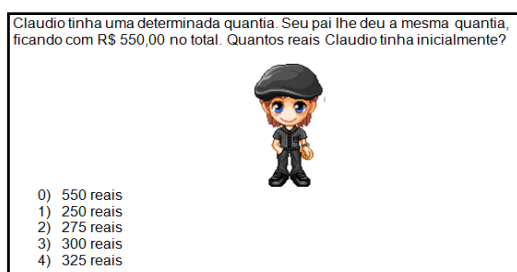 Claudio tinha uma determinada quantia. Seu pai lhe deu a mesma quantia,
ficando com R$ 550,00 no total. Quantos reais Claudio tinha inicialmente?
0) 550 reais
1) 250 reais
2) 275 reais
3) 300 reais
4) 325 reais